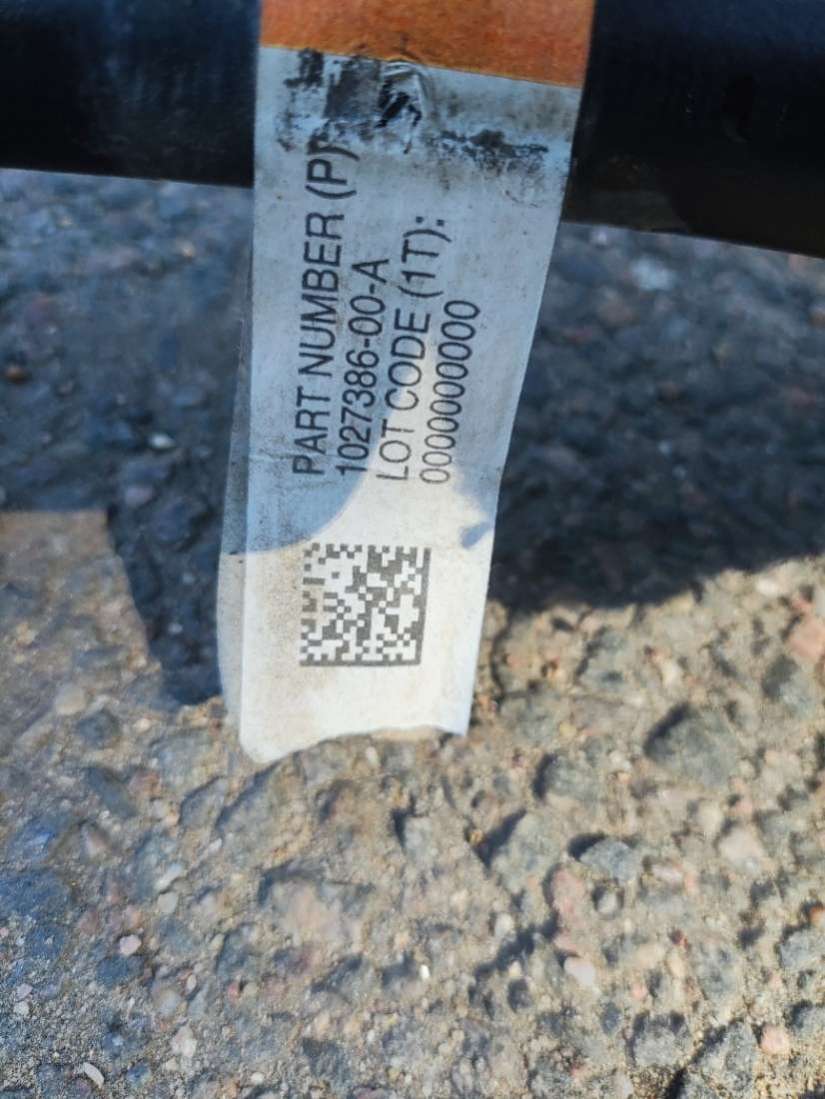 PART NUMBER (P):
1027386-00-A
LOT CODE (1T):
0000000000